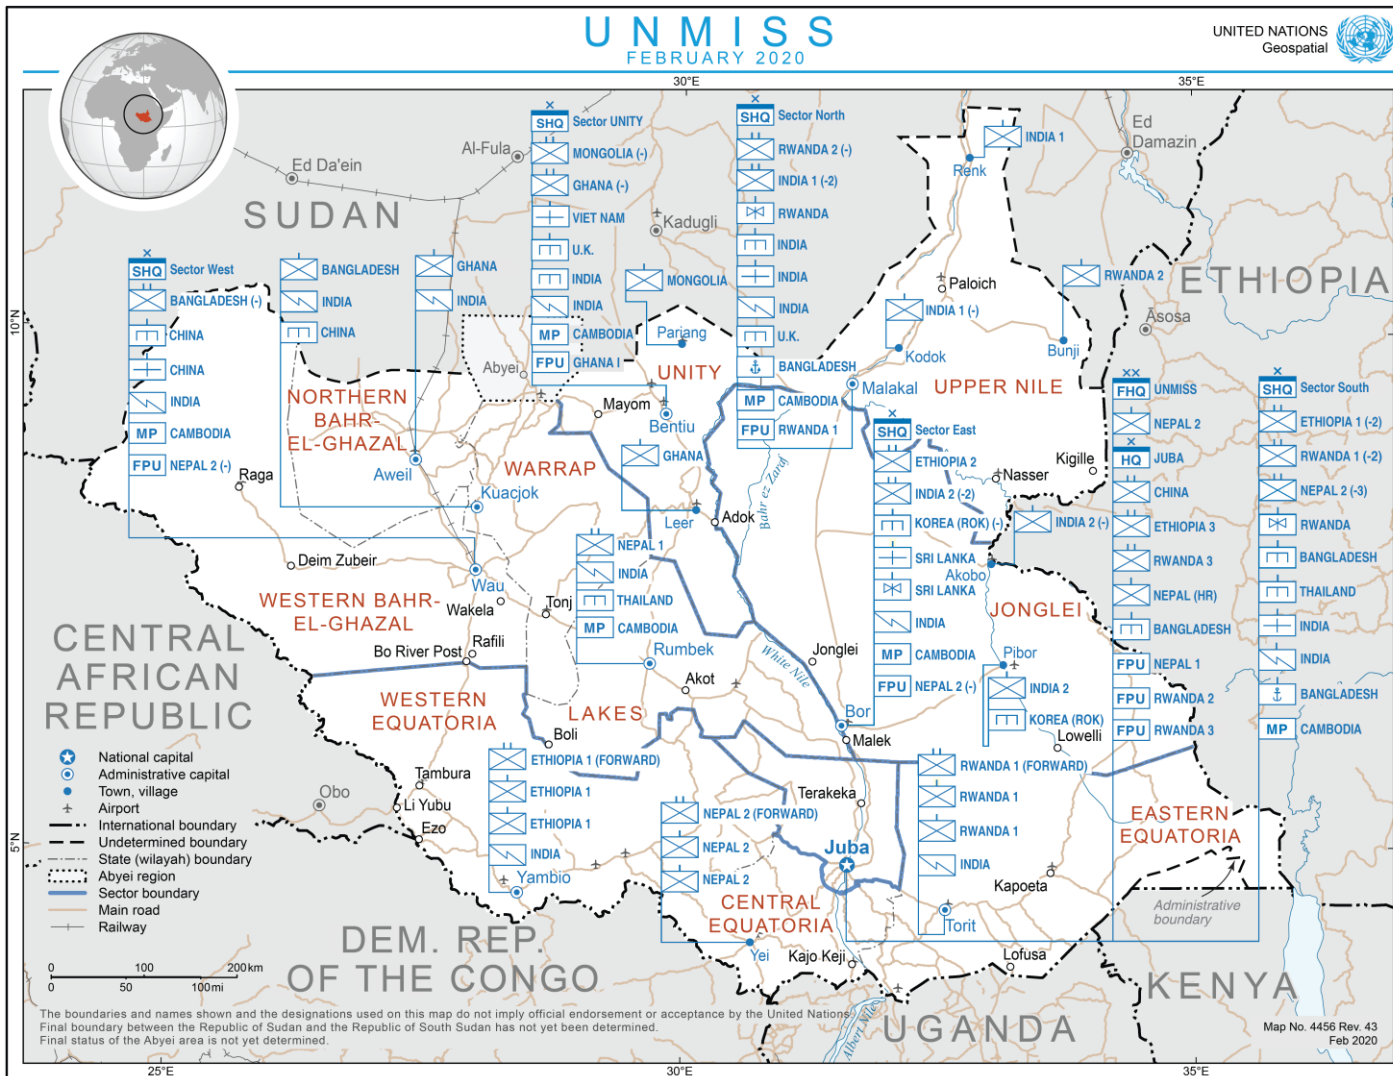 UNMISS
FEBRUARY 2020
UNITED NATIONS
Geospatial
30°E
35°E
SUDAN
Ed Da'ein
Al-Fula
Kadugli
Ed
Damazin
ETHIOPIA
Āsosa
10°N
SHQ Sector UNITY
MONGOLIA (-)
GHANA (-)
VIET NAM
U.K.
INDIA
INDIA
MP CAMBODIA
FPU GHANA I
SHQ Sector North
RWANDA 2 (-)
INDIA 1 (-2)
RWANDA
INDIA
INDIA
INDIA
U.K.
BANGLADESH
MP CAMBODIA
FPU RWANDA 1
INDIA 1
Renk
SHQ Sector West
BANGLADESH (-)
CHINA
CHINA
INDIA
MP CAMBODIA
FPU NEPAL 2 (-)
BANGLADESH
INDIA
CHINA
GHANA
INDIA
MONGOLIA
Pariang
Abyei
Paloich
INDIA 1 (-)
Kodok
RWANDA 2
Bunji
Malakal
UPPER NILE
UNITY
NORTHERN
BAHR-
EL-GHAZAL
Mayom
Bentiu
WARRAP
Aweil
Raga
Kuacjok
GHANA
Leer
Adok
Bahr ez Zaraf
Nasser
Kigille
SHQ Sector East
ETHIOPIA 2
INDIA 2 (-2)
KOREA (ROK) (-)
SRI LANKA
SRI LANKA
INDIA
MP CAMBODIA
FPU NEPAL 2 (-)
INDIA 2 (-)
Akobo
JONGLEI
FHQ UNMISS
NEPAL 2
HQ JUBA
CHINA
ETHIOPIA 3
RWANDA 3
NEPAL (HR)
BANGLADESH
FPU NEPAL 1
FPU RWANDA 2
FPU RWANDA 3
SHQ Sector South
ETHIOPIA 1 (-2)
RWANDA 1 (-2)
NEPAL 2 (-3)
RWANDA
BANGLADESH
THAILAND
INDIA
INDIA
BANGLADESH
MP CAMBODIA
Deim Zubeir
Wau
WESTERN BAHR-
EL-GHAZAL
Wakela
Tonj
Rafili
Bo River Post
NEPAL 1
INDIA
THAILAND
MP CAMBODIA
Rumbek
Akot
White Nile
Jonglei
Pibor
INDIA 2
KOREA (ROK)
Lowelli
Bor
Malek
CENTRAL
AFRICAN
REPUBLIC
WESTERN
EQUATORIA
LAKES
Boli
ETHIOPIA 1 (FORWARD)
ETHIOPIA 1
ETHIOPIA 1
INDIA
Yambio
Tambura
Li Yubu
Ezo
Obo
NEPAL 2 (FORWARD)
NEPAL 2
NEPAL 2
Yei
Terakeka
Juba
RWANDA 1 (FORWARD)
RWANDA 1
RWANDA 1
INDIA
Torit
Kapoeta
EASTERN
EQUATORIA
Administrative
boundary
CENTRAL
EQUATORIA
Kajo Keji
Lofusa
5°N
National capital
Administrative capital
Town, village
Airport
International boundary
Undetermined boundary
State (wilayah) boundary
Abyei region
Sector boundary
Main road
Railway
0 100 200 km
0 50 100 mi
DEM. REP.
OF THE CONGO
UGANDA
KENYA
Albert Nile
The boundaries and names shown and the designations used on this map do not imply official endorsement or acceptance by the United Nations.
Final boundary between the Republic of Sudan and the Republic of South Sudan has not yet been determined.
Final status of the Abyei area is not yet determined.
Map No. 4456 Rev. 43
Feb 2020
25°E
30°E
35°E